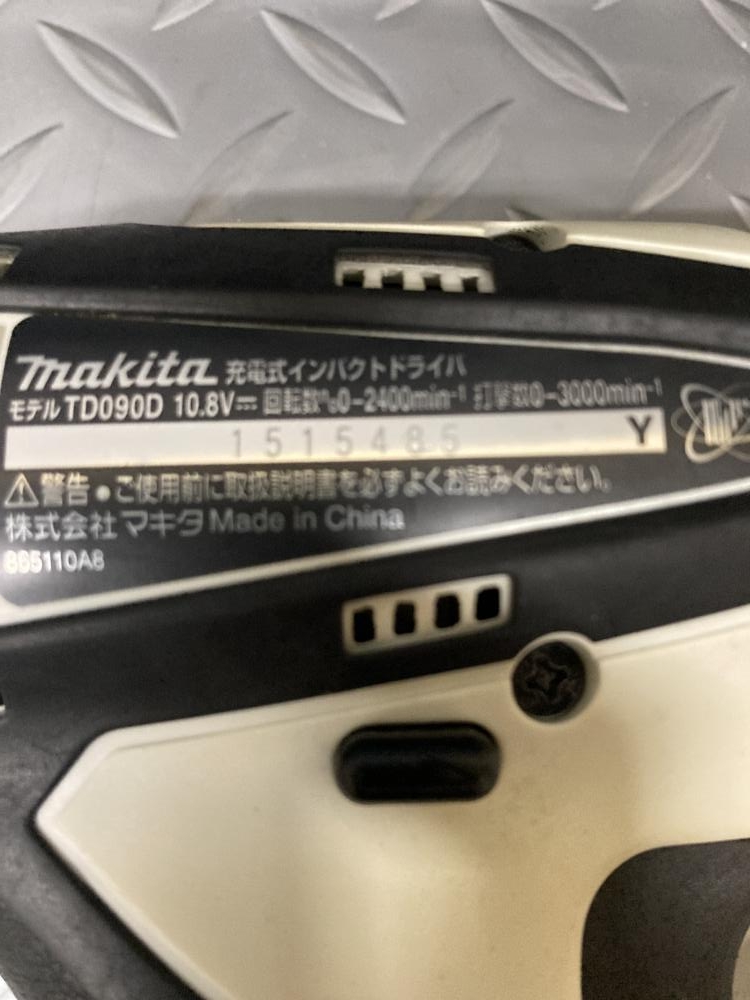 makita 充電式インパクトドライバ
モデル TD090D 10.8V⎓ 回転数n₀0-2400min⁻¹ 打撃数0-3000min⁻¹
1515485 Y
⚠警告●ご使用前に取扱説明書を必ずよくお読みください。
株式会社マキタ Made in China
865110A8